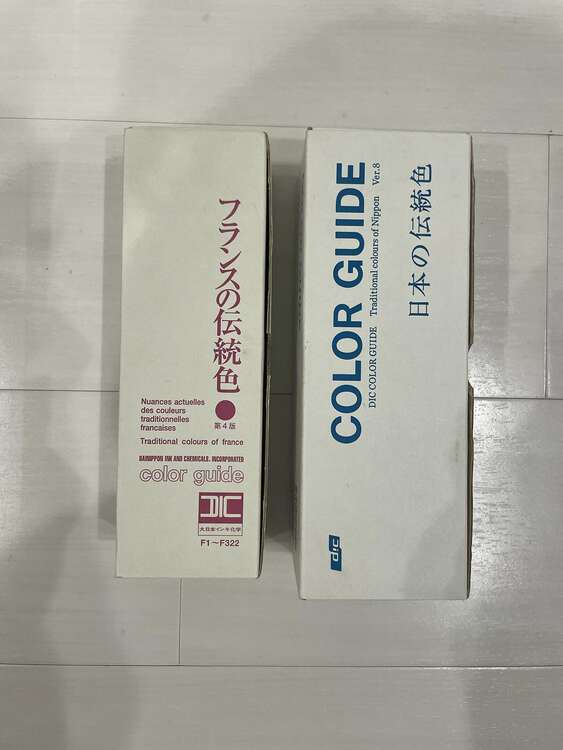 フランスの伝統色
第4版
Nuances actuelles
des couleurs
traditionnelles
francaises
Traditional colours of france
DAINIPPON INK AND CHEMICALS, INCORPORATED
color guide
DIC
大日本インキ化学
F1～F322
COLOR GUIDE
DIC COLOR GUIDE Traditional colours of Nippon Ver.8
日本の伝統色
DIC